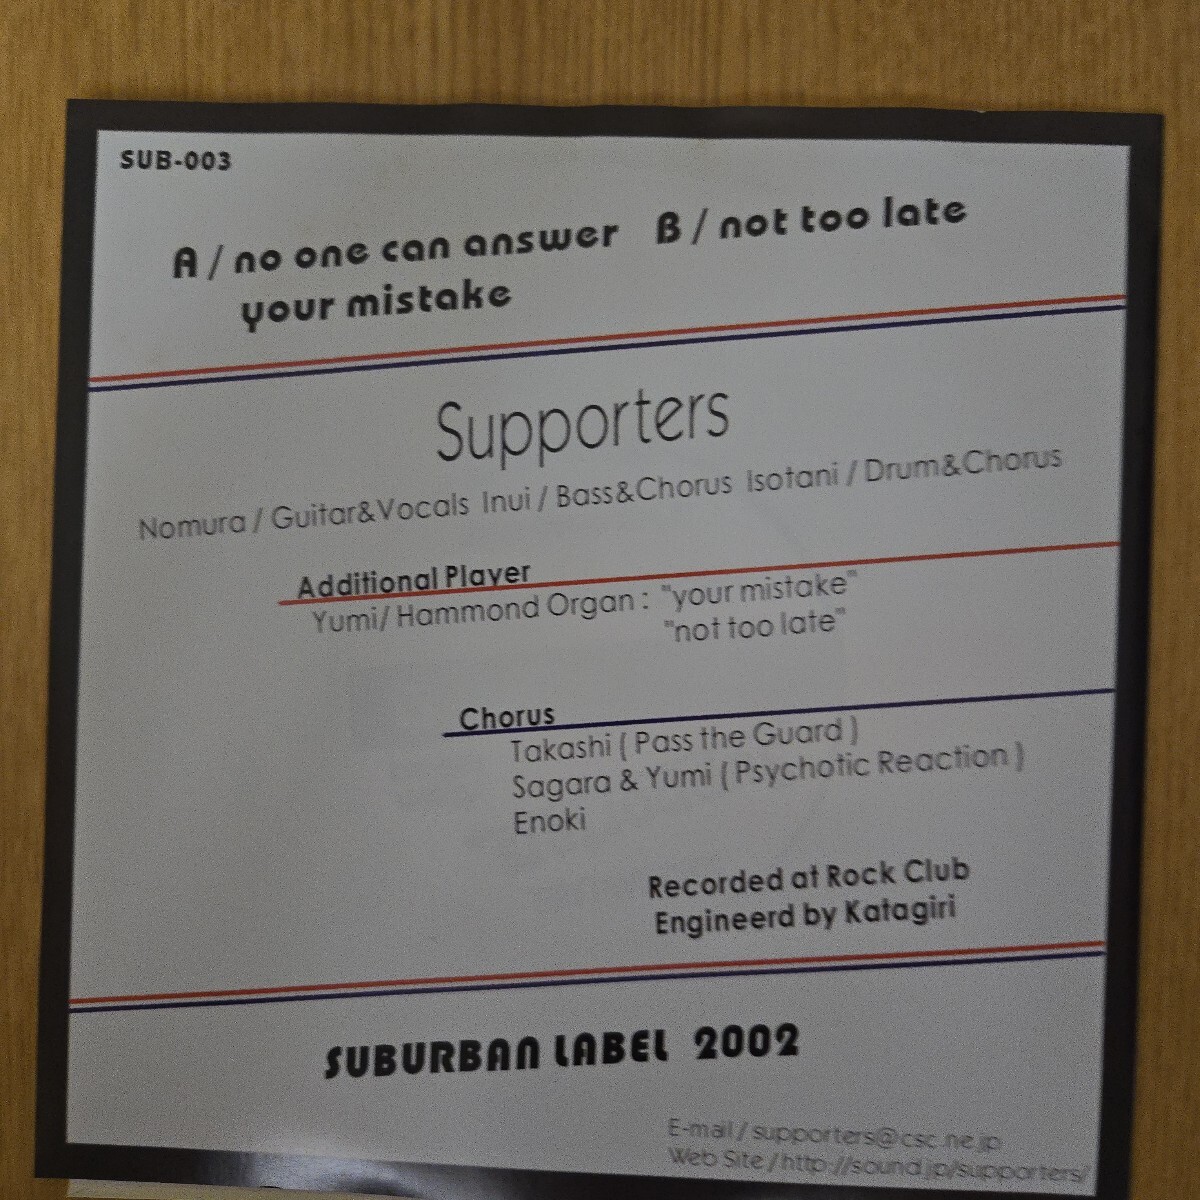 SUB-003
A / no one can answer B / not too late
your mistake
Supporters
Nomura / Guitar&Vocals Inui / Bass&Chorus Isotani / Drum&Chorus
Additional Player
Yumi/ Hammond Organ : "your mistake"
"not too late"
Chorus
Takashi ( Pass the Guard )
Sagara & Yumi ( Psychotic Reaction )
Enoki
Recorded at Rock Club
Engineerd by Katagiri
SUBURBAN LABEL 2002
E-mail / supporters@csc.ne.jp
Web Site / http://sound.jp/supporters/